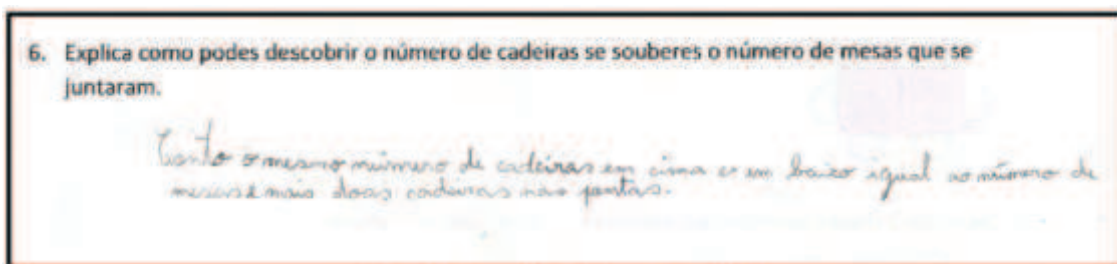 6. Explica como podes descobrir o número de cadeiras se souberes o número de mesas que se
juntaram.
Conto o mesmo número de cadeiras em cima e em baixo igual ao número de
mesas e mais duas cadeiras nas pontas.